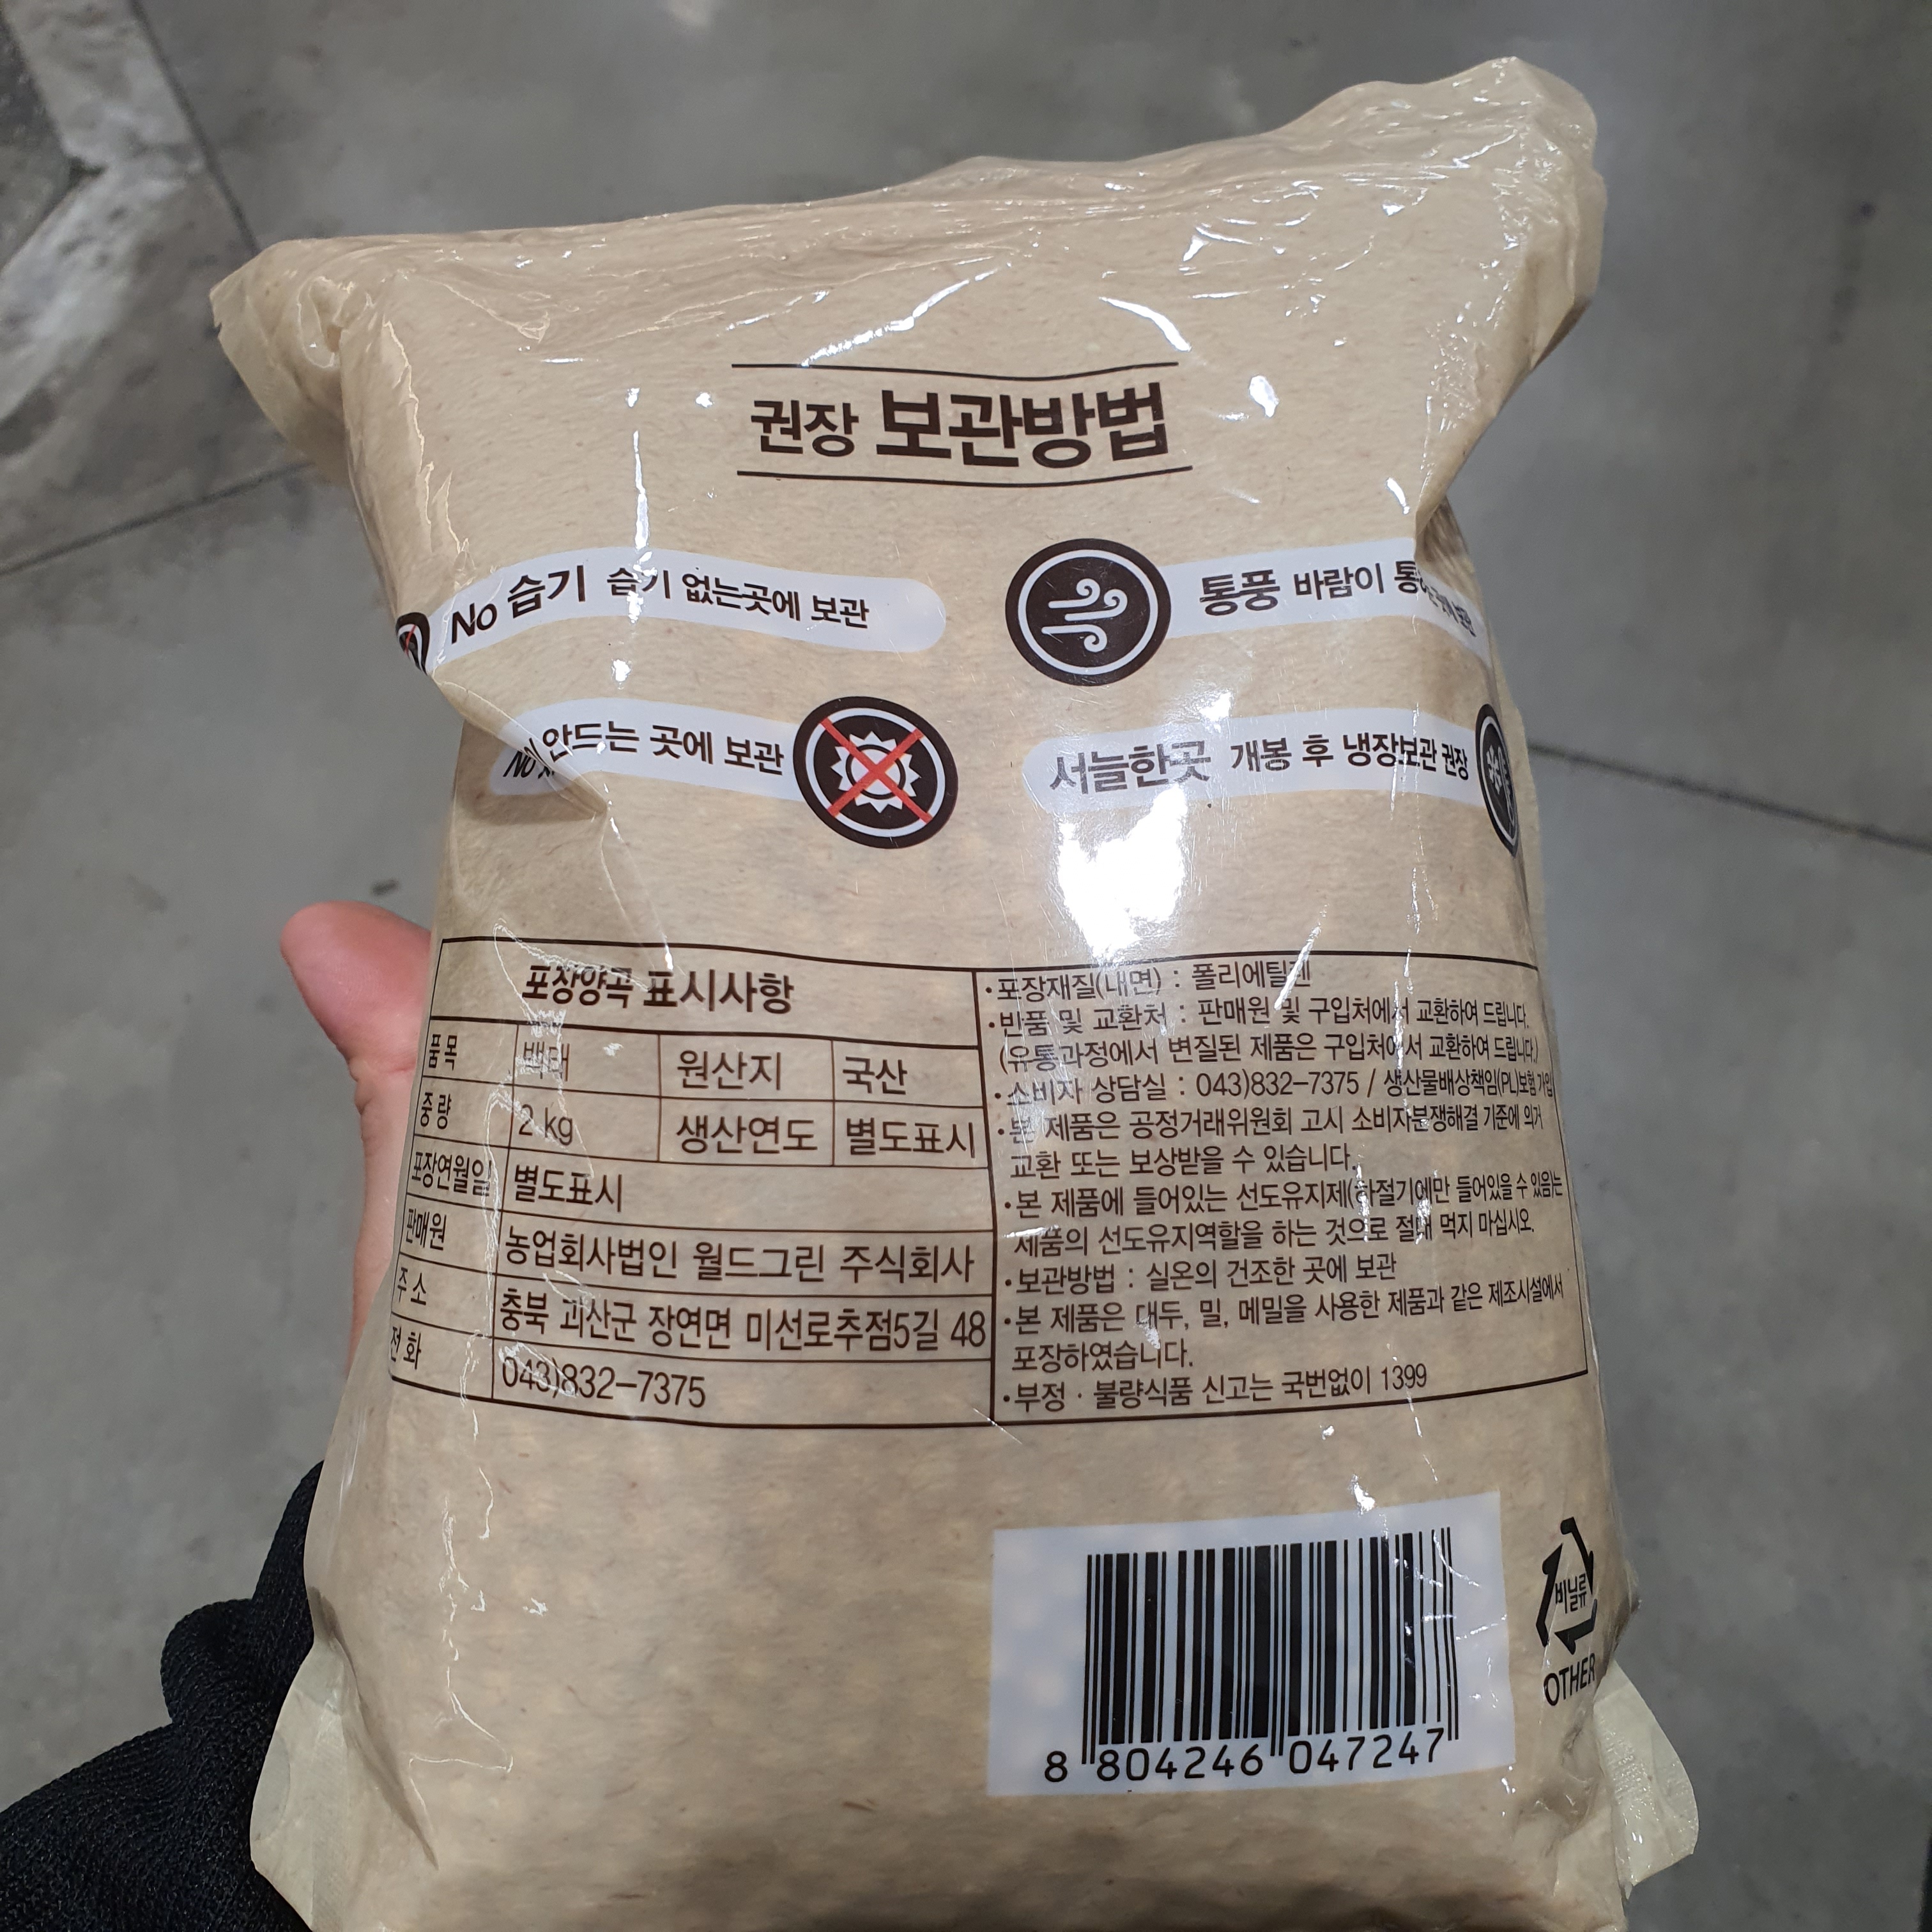 권장 보관방법
No 습기 습기 없는곳에 보관
통풍 바람이
No 안드는 곳에 보관
서늘한곳 개봉 후 냉장보관 권장
포장양곡 표시사항
품목 백태 원산지 국산
중량 2 kg 생산연도 별도표시
포장연월일 별도표시
판매원 농업회사법인 월드그린 주식회사
주소 충북 괴산군 장연면 미선로추점5길 48
전화 043)832-7375
·포장재질(내면) : 폴리에틸렌
·반품 및 교환처 : 판매원 및 구입처에서 교환하여 드립니다.
(유통과정에서 변질된 제품은 구입처에서 교환하여 드립니다.)
·소비자 상담실 : 043)832-7375 / 생산물배상책임(PL)보험 가입
·본 제품은 공정거래위원회 고시 소비자분쟁해결 기준에 의거
교환 또는 보상받을 수 있습니다.
·본 제품에 들어있는 선도유지제(하절기에만 들어있을 수 있음)는
제품의 선도유지역할을 하는 것으로 절대 먹지 마십시오.
·보관방법 : 실온의 건조한 곳에 보관
·본 제품은 대두, 밀, 메밀을 사용한 제품과 같은 제조시설에서
포장하였습니다.
·부정 · 불량식품 신고는 국번없이 1399
8 804246 047247
비닐류
OTHER